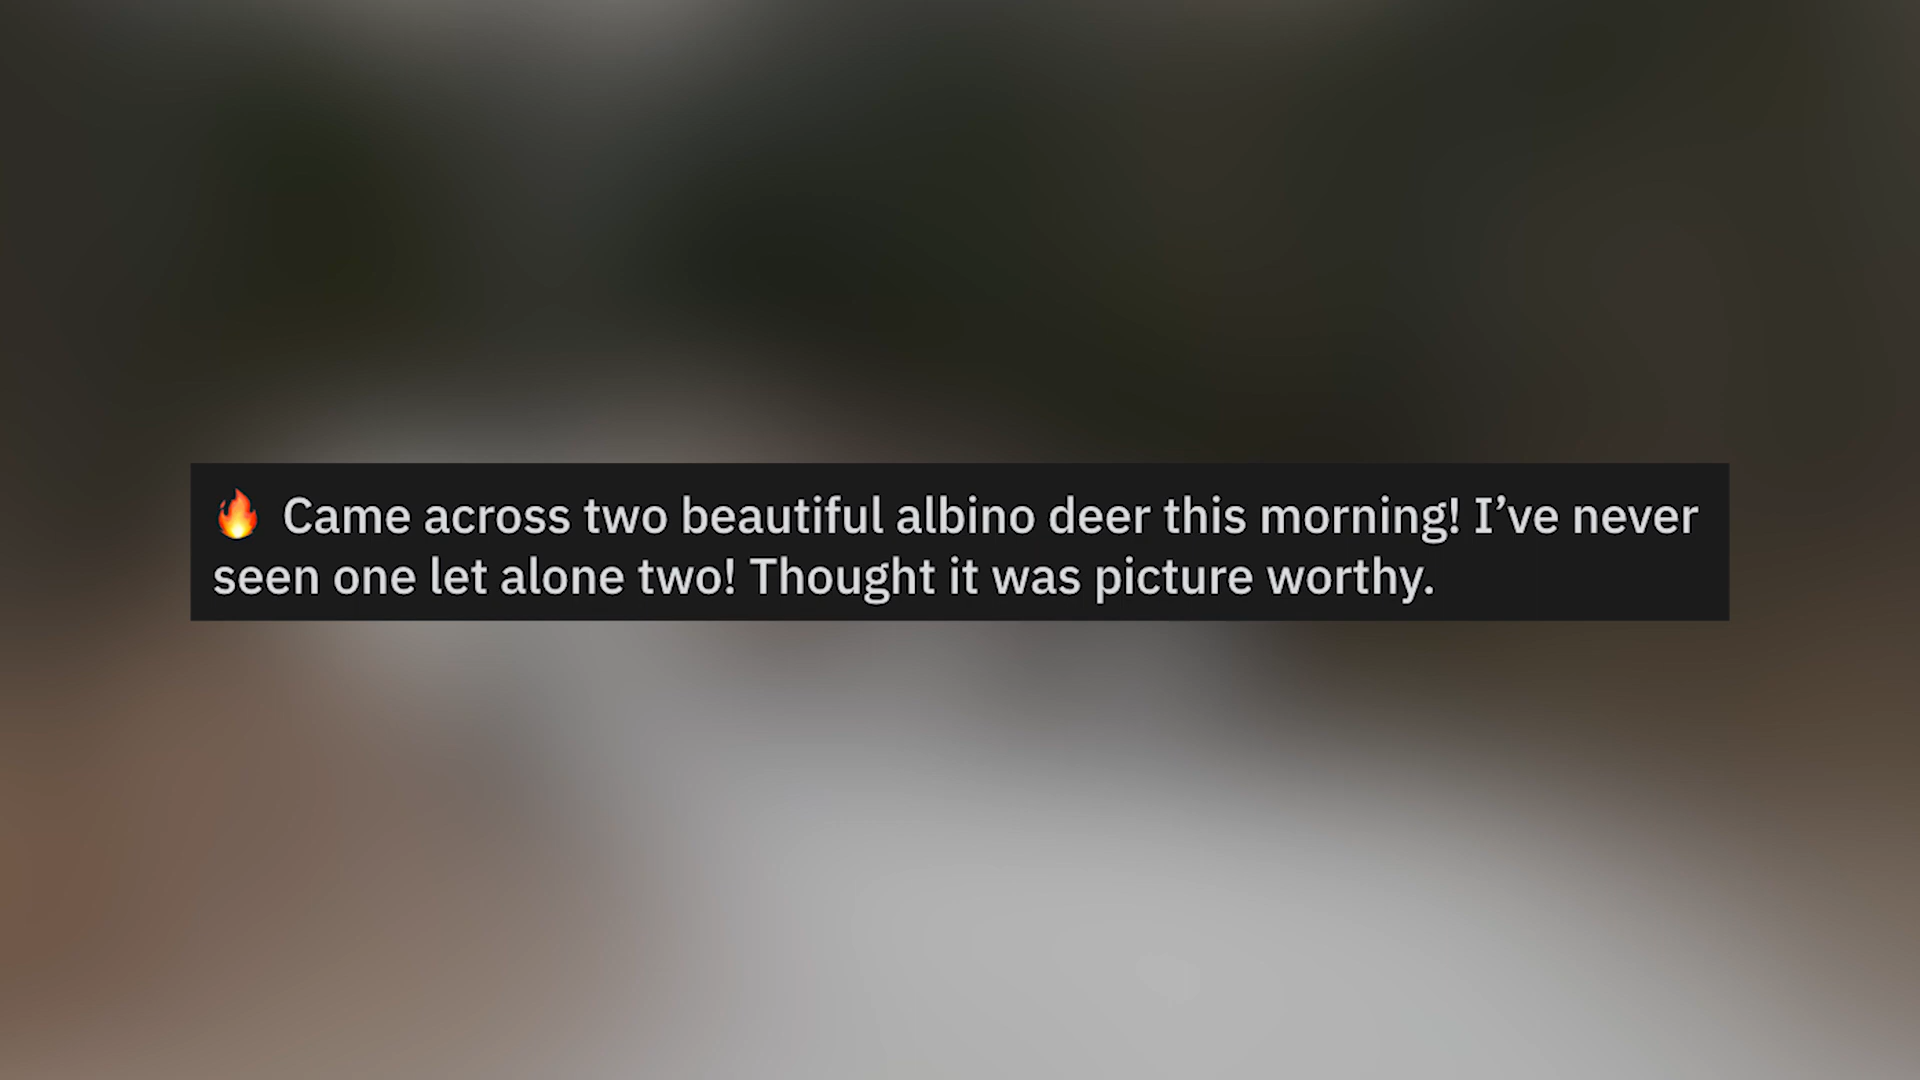 🔥 Came across two beautiful albino deer this morning! I’ve never
seen one let alone two! Thought it was picture worthy.